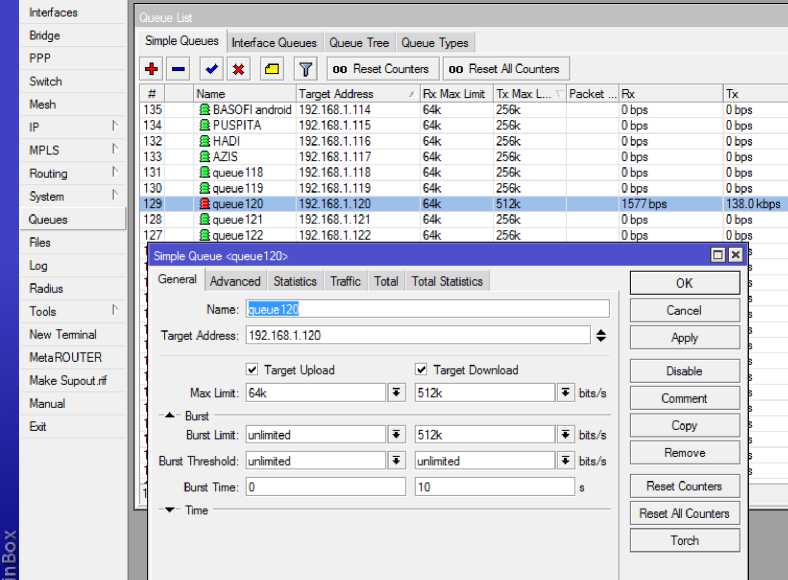 Interfaces
Bridge
PPP
Switch
Mesh
IP
MPLS
Routing
System
Queues
Files
Log
Radius
Tools
New Terminal
MetaROUTER
Make Supout.rif
Manual
Exit
inBox
Queue List
Simple Queues Interface Queues Queue Tree Queue Types
00 Reset Counters 00 Reset All Counters
# Name Target Address Rx Max Limit Tx Max L... Packet ... Rx Tx
135 BASOFI android 192.168.1.114 64k 256k 0 bps 0 bps
134 PUSPITA 192.168.1.115 64k 256k 0 bps 0 bps
132 HADI 192.168.1.116 64k 256k 0 bps 0 bps
133 AZIS 192.168.1.117 64k 256k 0 bps 0 bps
131 queue118 192.168.1.118 64k 256k 0 bps 0 bps
130 queue119 192.168.1.119 64k 256k 0 bps 0 bps
129 queue120 192.168.1.120 64k 512k 1577 bps 138.0 kbps
128 queue121 192.168.1.121 64k 256k 0 bps 0 bps
127 queue122 192.168.1.122 64k 256k 0 bps 0 bps
Simple Queue <queue120>
General Advanced Statistics Traffic Total Total Statistics
Name: queue120
Target Address: 192.168.1.120
Target Upload Target Download
Max Limit: 64k 512k bits/s
Burst
Burst Limit: unlimited 512k bits/s
Burst Threshold: unlimited unlimited bits/s
Burst Time: 0 10 s
Time
OK
Cancel
Apply
Disable
Comment
Copy
Remove
Reset Counters
Reset All Counters
Torch